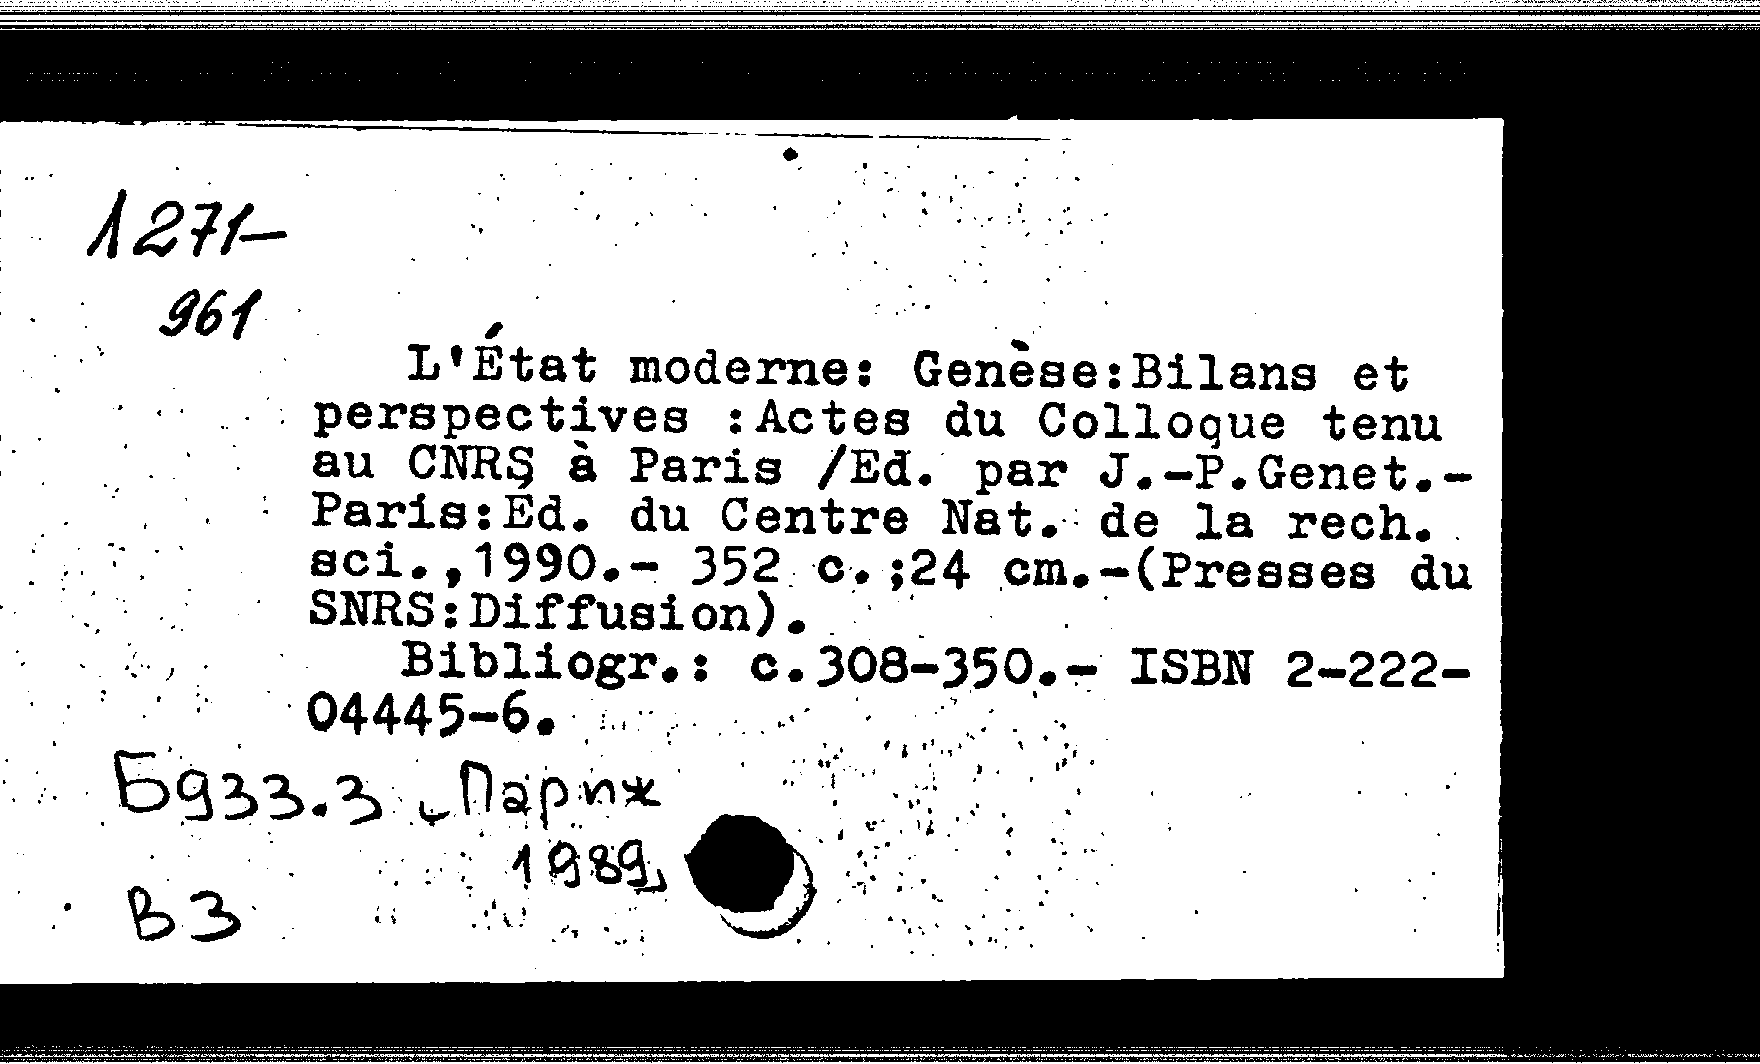 1271-
961
L'État moderne: Genèse:Bilans et
perspectives :Actes du Colloque tenu
au CNRS à Paris /Ed. par J.-P.Genet.-
Paris:Ed. du Centre Nat. de la rech.
sci.,1990.- 352 c.;24 cm.-(Presses du
SNRS:Diffusion).
Bibliogr.: c.308-350.- ISBN 2-222-
04445-6.
Б933.3 Париж
1989
В3